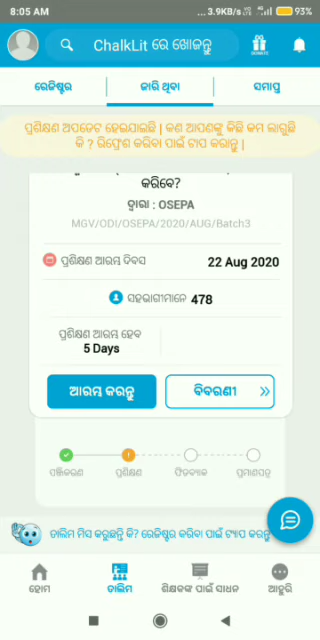 8:05 AM ... 3.9KB/s 93%
ChalkLit ରେ ଖୋଜନ୍ତୁ
ରେଜିଷ୍ଟର ଜାରି ଥିବା ସମାପ୍ତ
ପ୍ରଶିକ୍ଷଣ ଅପଡେଟ ହେଇଯାଇଛି | କଣ ଆପଣଙ୍କୁ କିଛି କମ ଲାଗୁଛି
କି ? ରିଫ୍ରେଶ କରିବା ପାଇଁ ଟାପ କରନ୍ତୁ |
କରିବେ?
ଦ୍ୱାରା : OSEPA
MGV/ODI/OSEPA/2020/AUG/Batch3
ପ୍ରଶିକ୍ଷଣ ଆରମ୍ଭ ଦିବସ 22 Aug 2020
ସହଭାଗୀମାନେ 478
ପ୍ରଶିକ୍ଷଣ ଆରମ୍ଭ ହେବ
5 Days
ଆରମ୍ଭ କରନ୍ତୁ ବିବରଣୀ >>
ପଞ୍ଜିକରଣ ପ୍ରଶିକ୍ଷଣ ଫିଡବ୍ୟାକ ପ୍ରମାଣପତ୍ର
ତାଲିମ ମିସ କରୁଛନ୍ତି କି? ରେଜିଷ୍ଟର କରିବା ପାଇଁ ଟ୍ୟାପ କରନ୍ତୁ
ହୋମ ତାଲିମ ଶିକ୍ଷକଙ୍କ ପାଇଁ ସାଧନ ଆହୁରି